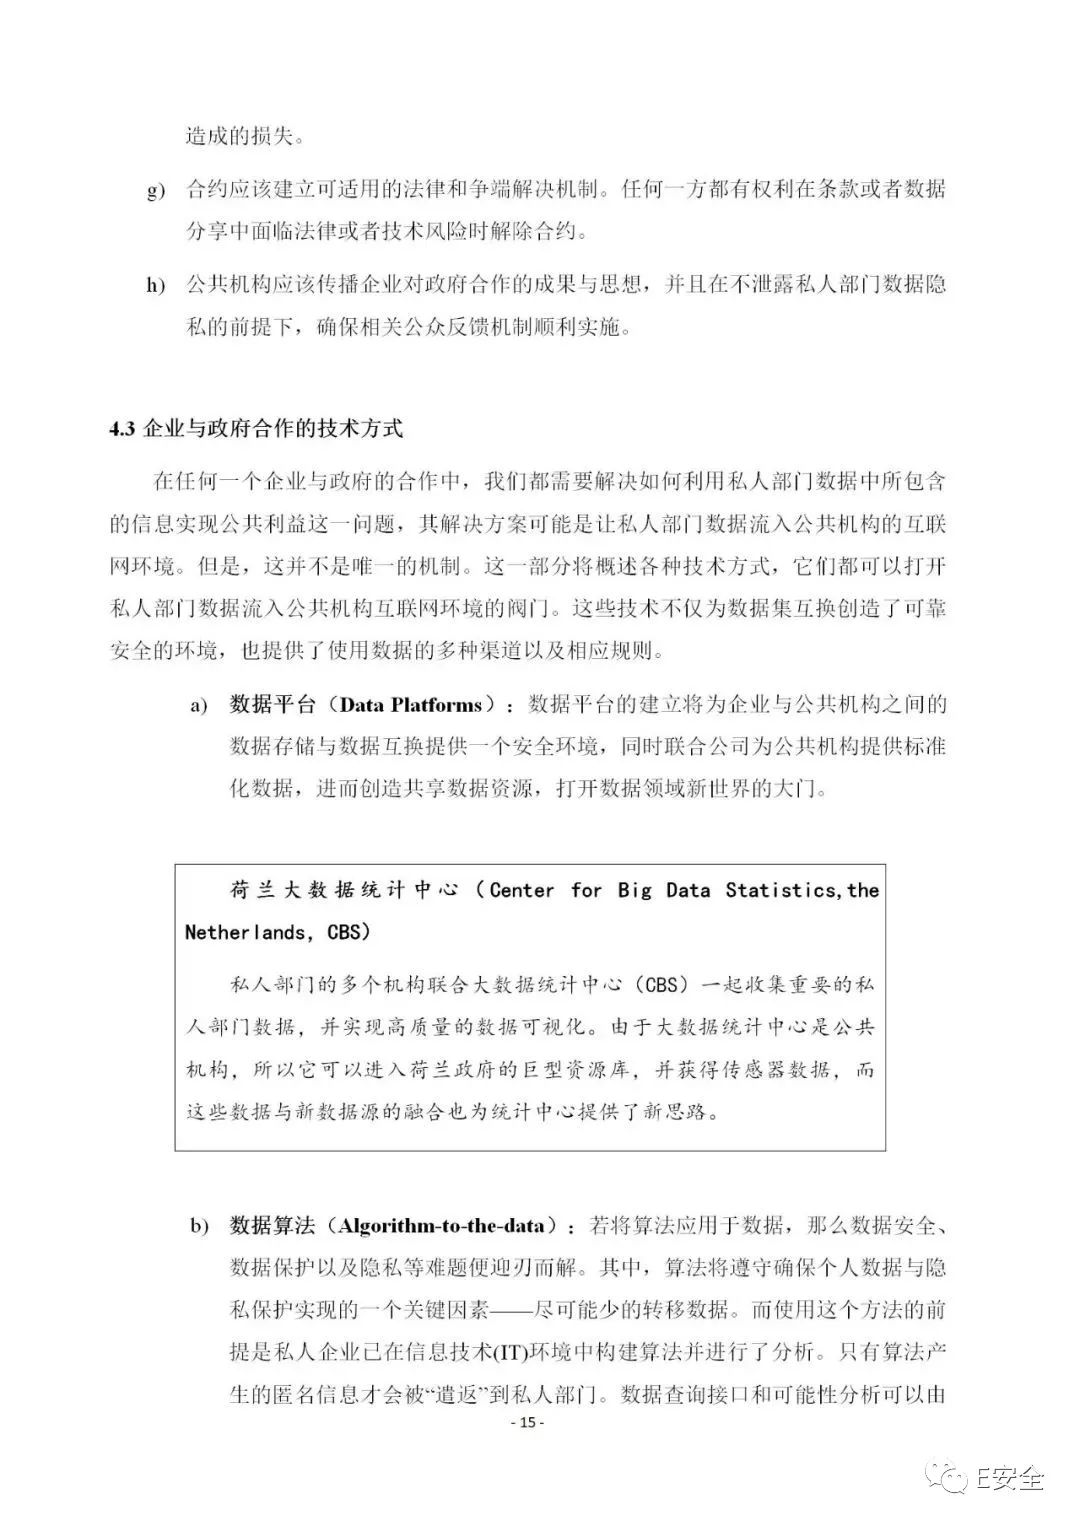 造成的损失。
g) 合约应该建立可适用的法律和争端解决机制。任何一方都有权利在条款或者数据
分享中面临法律或者技术风险时解除合约。
h) 公共机构应该传播企业对政府合作的成果与思想，并且在不泄露私人部门数据隐
私的前提下，确保相关公众反馈机制顺利实施。
4.3 企业与政府合作的技术方式
在任何一个企业与政府的合作中，我们都需要解决如何利用私人部门数据中所包含
的信息实现公共利益这一问题，其解决方案可能是让私人部门数据流入公共机构的互联
网环境。但是，这并不是唯一的机制。这一部分将概述各种技术方式，它们都可以打开
私人部门数据流入公共机构互联网环境的阀门。这些技术不仅为数据集互换创造了可靠
安全的环境，也提供了使用数据的多种渠道以及相应规则。
a) 数据平台（Data Platforms）：数据平台的建立将为企业与公共机构之间的
数据存储与数据互换提供一个安全环境，同时联合公司为公共机构提供标准
化数据，进而创造共享数据资源，打开数据领域新世界的大门。
荷兰大数据统计中心（Center for Big Data Statistics,the
Netherlands, CBS）
私人部门的多个机构联合大数据统计中心（CBS）一起收集重要的私
人部门数据，并实现高质量的数据可视化。由于大数据统计中心是公共
机构，所以它可以进入荷兰政府的巨型资源库，并获得传感器数据，而
这些数据与新数据源的融合也为统计中心提供了新思路。
b) 数据算法（Algorithm-to-the-data）：若将算法应用于数据，那么数据安全、
数据保护以及隐私等难题便迎刃而解。其中，算法将遵守确保个人数据与隐
私保护实现的一个关键因素——尽可能少的转移数据。而使用这个方法的前
提是私人企业已在信息技术(IT)环境中构建算法并进行了分析。只有算法产
生的匿名信息才会被“遣返”到私人部门。数据查询接口和可能性分析可以由
- 15 -
E安全